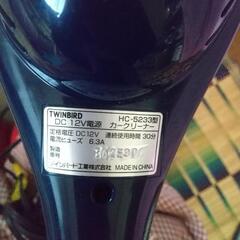 TWINBIRD HC-5233型
DC 12V電源 カークリーナー
定格電圧 DC12V 連続使用時間 30分
電流ヒューズ 6.3A
製造
番号
ツインバード工業株式会社 MADE IN CHINA